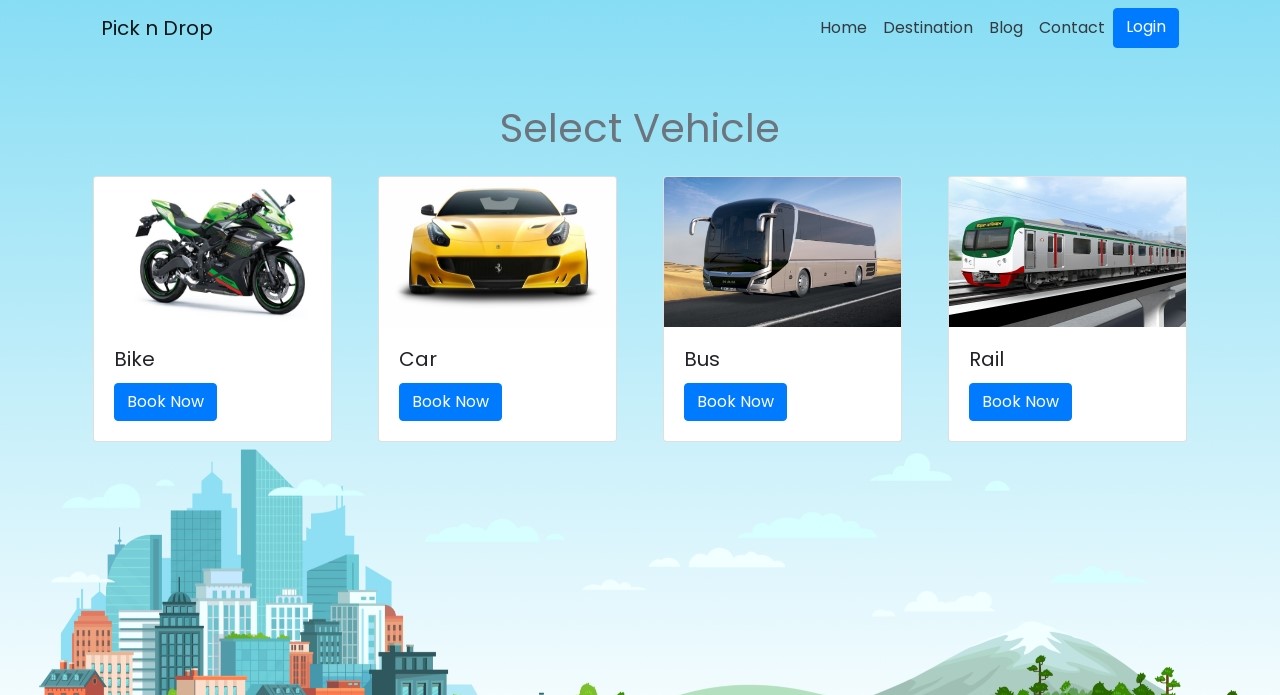 Pick n Drop
Home Destination Blog Contact Login
Select Vehicle
Bike
Book Now
Car
Book Now
Bus
Book Now
Rail
Book Now